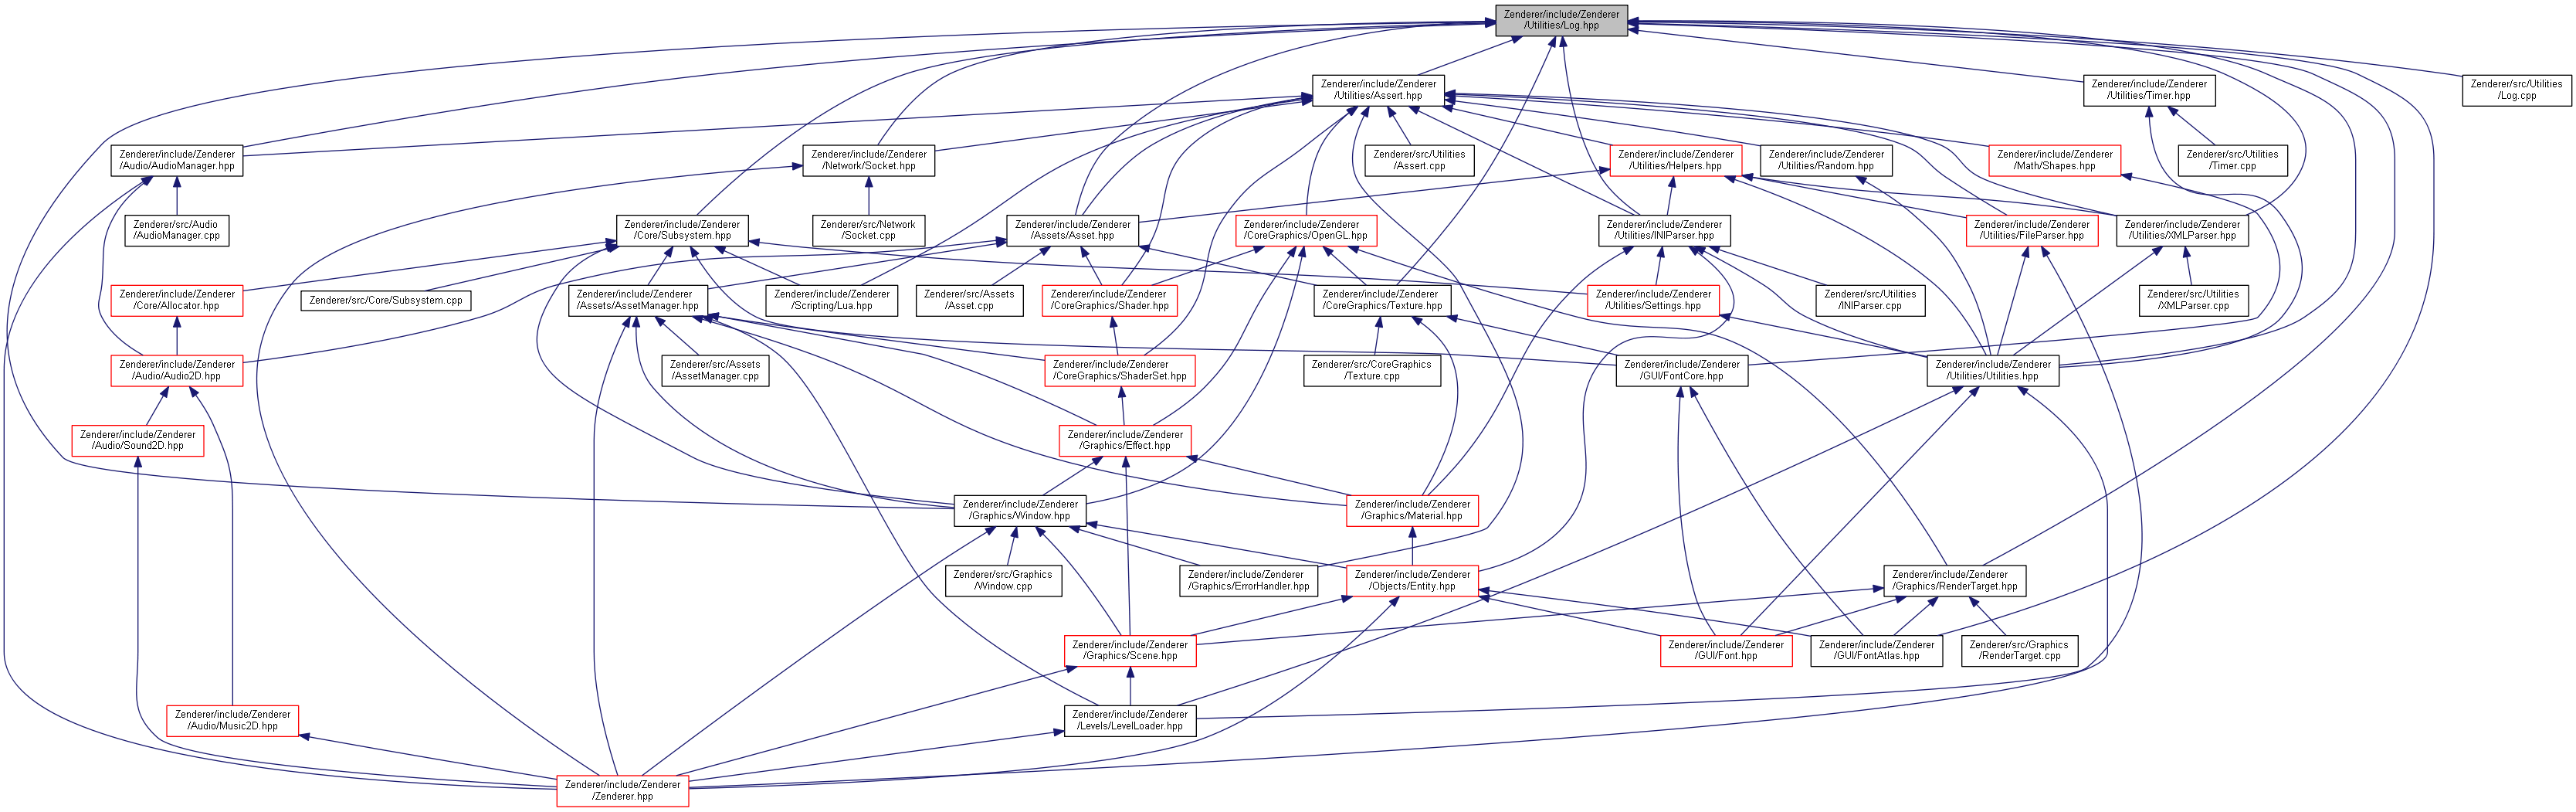 Zenderer/include/Zenderer
/Utilities/Log.hpp
Zenderer/include/Zenderer
/Utilities/Assert.hpp
Zenderer/include/Zenderer
/Utilities/Timer.hpp
Zenderer/src/Utilities
/Log.cpp
Zenderer/include/Zenderer
/Audio/AudioManager.hpp
Zenderer/include/Zenderer
/Network/Socket.hpp
Zenderer/src/Utilities
/Assert.cpp
Zenderer/include/Zenderer
/Utilities/Helpers.hpp
Zenderer/include/Zenderer
/Utilities/Random.hpp
Zenderer/include/Zenderer
/Math/Shapes.hpp
Zenderer/src/Utilities
/Timer.cpp
Zenderer/src/Audio
/AudioManager.cpp
Zenderer/include/Zenderer
/Core/Subsystem.hpp
Zenderer/src/Network
/Socket.cpp
Zenderer/include/Zenderer
/Assets/Asset.hpp
Zenderer/include/Zenderer
/CoreGraphics/OpenGL.hpp
Zenderer/include/Zenderer
/Utilities/INIParser.hpp
Zenderer/include/Zenderer
/Utilities/FileParser.hpp
Zenderer/include/Zenderer
/Utilities/XMLParser.hpp
Zenderer/include/Zenderer
/Core/Allocator.hpp
Zenderer/src/Core/Subsystem.cpp
Zenderer/include/Zenderer
/Assets/AssetManager.hpp
Zenderer/include/Zenderer
/Scripting/Lua.hpp
Zenderer/src/Assets
/Asset.cpp
Zenderer/include/Zenderer
/CoreGraphics/Shader.hpp
Zenderer/include/Zenderer
/CoreGraphics/Texture.hpp
Zenderer/include/Zenderer
/Utilities/Settings.hpp
Zenderer/src/Utilities
/INIParser.cpp
Zenderer/src/Utilities
/XMLParser.cpp
Zenderer/include/Zenderer
/Audio/Audio2D.hpp
Zenderer/src/Assets
/AssetManager.cpp
Zenderer/include/Zenderer
/CoreGraphics/ShaderSet.hpp
Zenderer/src/CoreGraphics
/Texture.cpp
Zenderer/include/Zenderer
/GUI/FontCore.hpp
Zenderer/include/Zenderer
/Utilities/Utilities.hpp
Zenderer/include/Zenderer
/Audio/Sound2D.hpp
Zenderer/include/Zenderer
/Graphics/Effect.hpp
Zenderer/include/Zenderer
/Graphics/Window.hpp
Zenderer/include/Zenderer
/Graphics/Material.hpp
Zenderer/src/Graphics
/Window.cpp
Zenderer/include/Zenderer
/Graphics/ErrorHandler.hpp
Zenderer/include/Zenderer
/Objects/Entity.hpp
Zenderer/include/Zenderer
/Graphics/RenderTarget.hpp
Zenderer/include/Zenderer
/Graphics/Scene.hpp
Zenderer/include/Zenderer
/GUI/Font.hpp
Zenderer/include/Zenderer
/GUI/FontAtlas.hpp
Zenderer/src/Graphics
/RenderTarget.cpp
Zenderer/include/Zenderer
/Audio/Music2D.hpp
Zenderer/include/Zenderer
/Levels/LevelLoader.hpp
Zenderer/include/Zenderer
/Zenderer.hpp